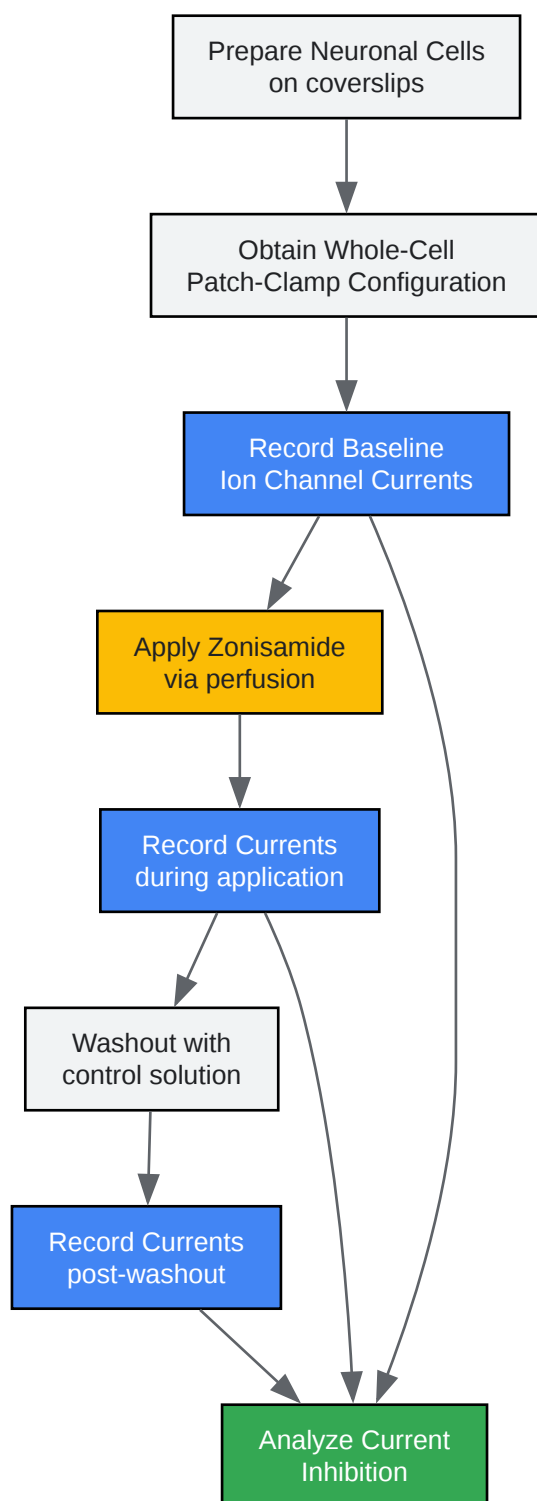 Prepare Neuronal Cells
on coverslips
Obtain Whole-Cell
Patch-Clamp Configuration
Record Baseline
Ion Channel Currents
Apply Zonisamide
via perfusion
Record Currents
during application
Washout with
control solution
Record Currents
post-washout
Analyze Current
Inhibition